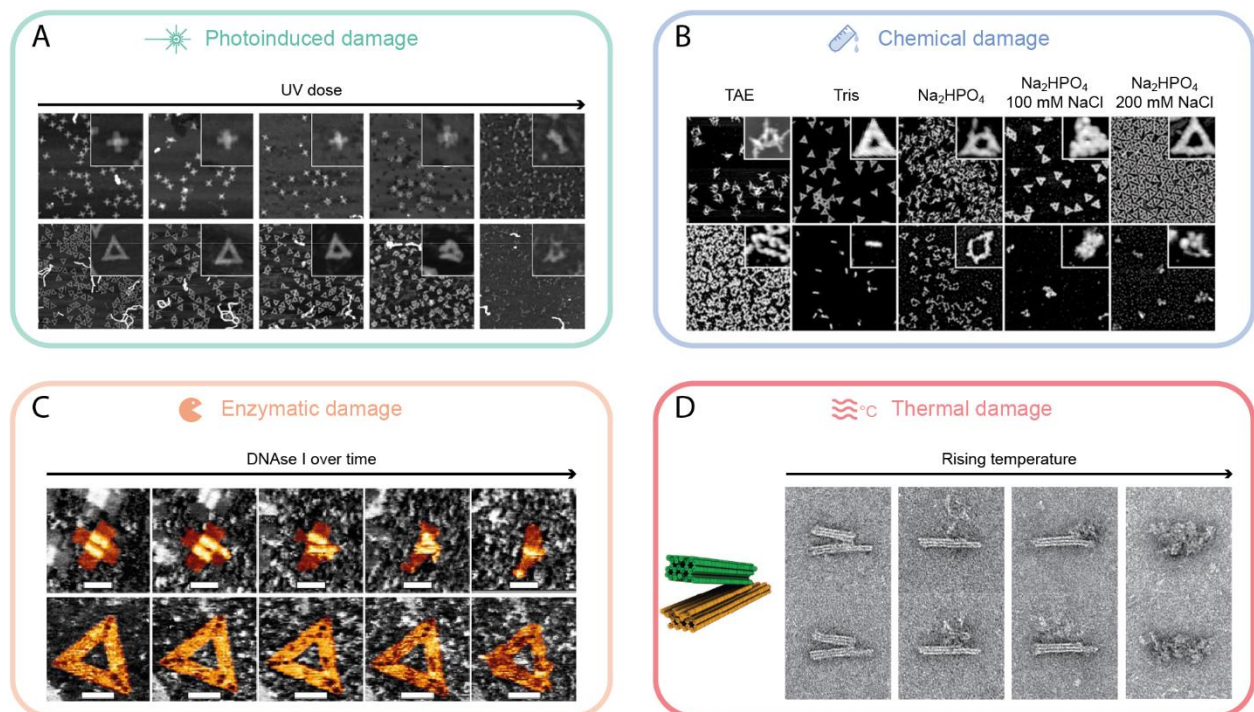 A
Photoinduced damage
UV dose
B
Chemical damage
TAE
Tris
Na₂HPO₄
Na₂HPO₄
100 mM NaCl
Na₂HPO₄
200 mM NaCl
C
Enzymatic damage
DNAse I over time
D
°C Thermal damage
Rising temperature